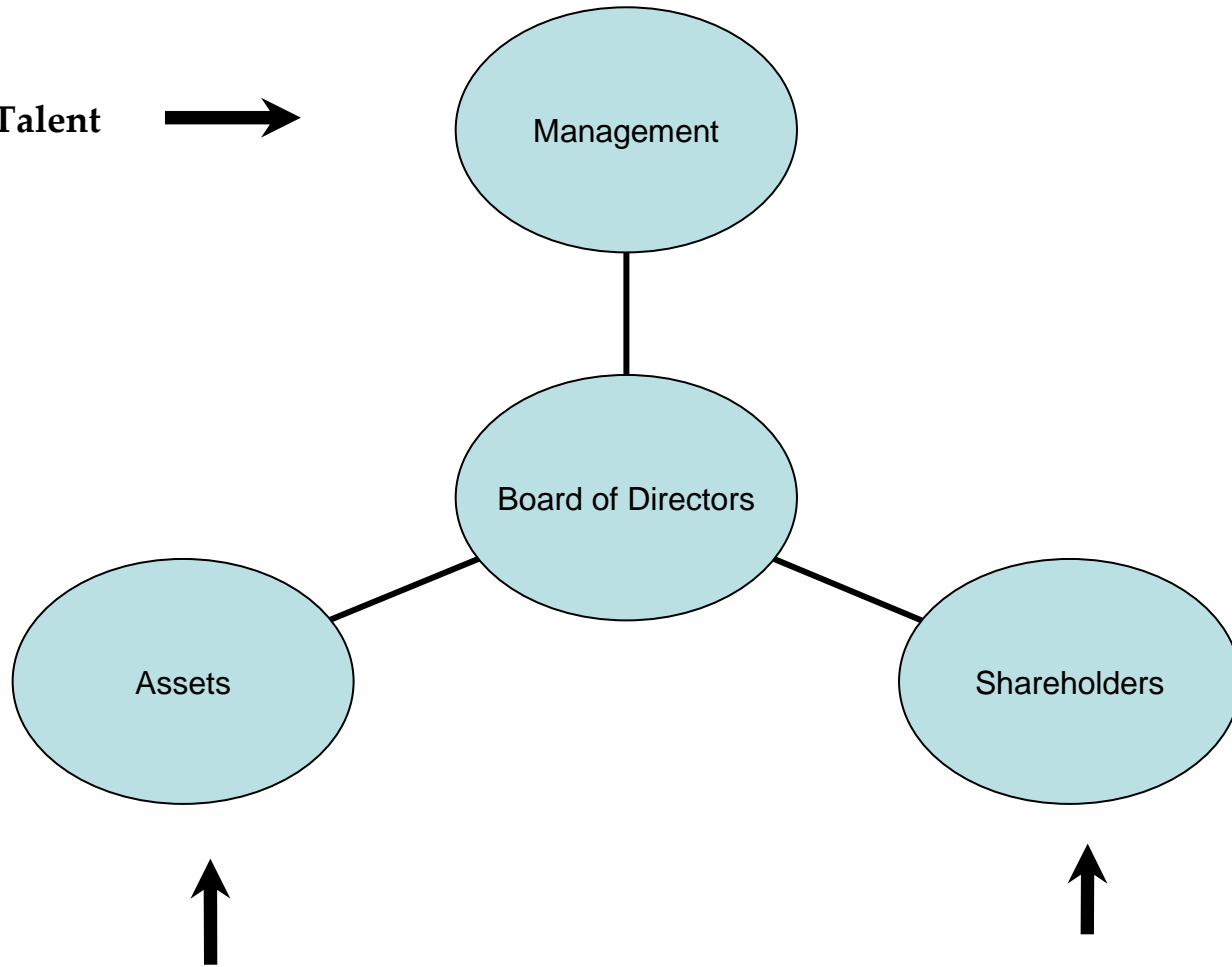 Talent
Management
Board of Directors
Assets
Shareholders